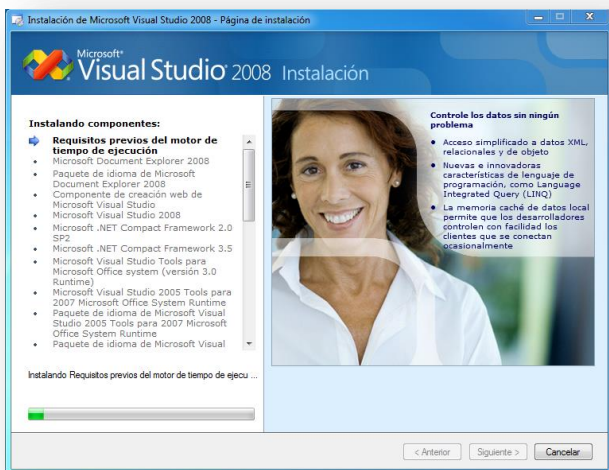 Instalación de Microsoft Visual Studio 2008 - Página de instalación
Microsoft®
Visual Studio® 2008 Instalación
Instalando componentes:
Requisitos previos del motor de
tiempo de ejecución
Microsoft Document Explorer 2008
Paquete de idioma de Microsoft
Document Explorer 2008
Componente de creación web de
Microsoft Visual Studio
Microsoft Visual Studio 2008
Microsoft .NET Compact Framework 2.0
SP2
Microsoft .NET Compact Framework 3.5
Microsoft Visual Studio Tools para
Microsoft Office system (versión 3.0
Runtime)
Microsoft Visual Studio 2005 Tools para
2007 Microsoft Office System Runtime
Paquete de idioma de Microsoft Visual
Studio 2005 Tools para 2007 Microsoft
Office System Runtime
Paquete de idioma de Microsoft Visual
Instalando Requisitos previos del motor de tiempo de ejecu ...
Controle los datos sin ningún
problema
Acceso simplificado a datos XML,
relacionales y de objeto
Nuevas e innovadoras
características de lenguaje de
programación, como Language
Integrated Query (LINQ)
La memoria caché de datos local
permite que los desarrolladores
controlen con facilidad los
clientes que se conectan
ocasionalmente
< Anterior
Siguiente >
Cancelar